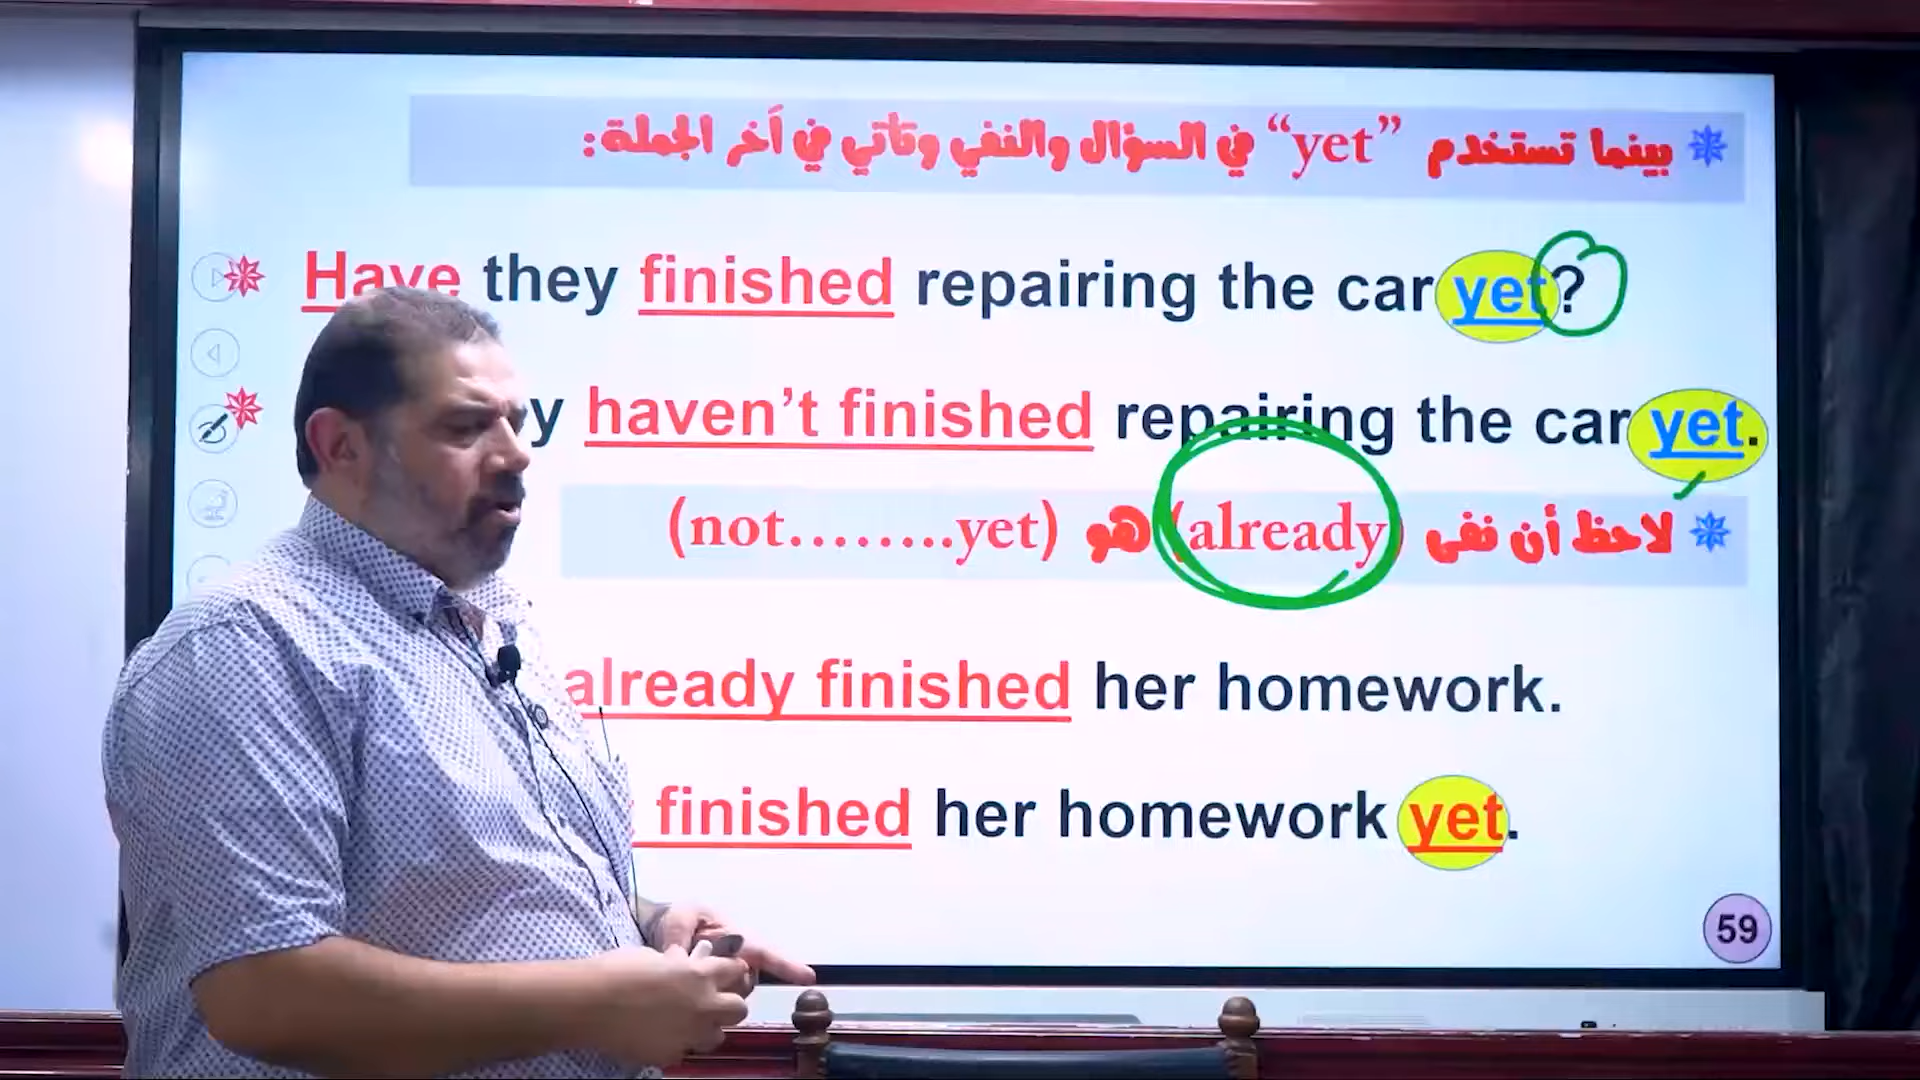 بينما تستخدم “yet” في السؤال والنفي وتأتي في آخر الجملة:
Have they finished repairing the car yet?
y haven't finished repairing the car yet.
لاحظ أن نفى (already) هو (not........yet)
already finished her homework.
finished her homework yet.
59